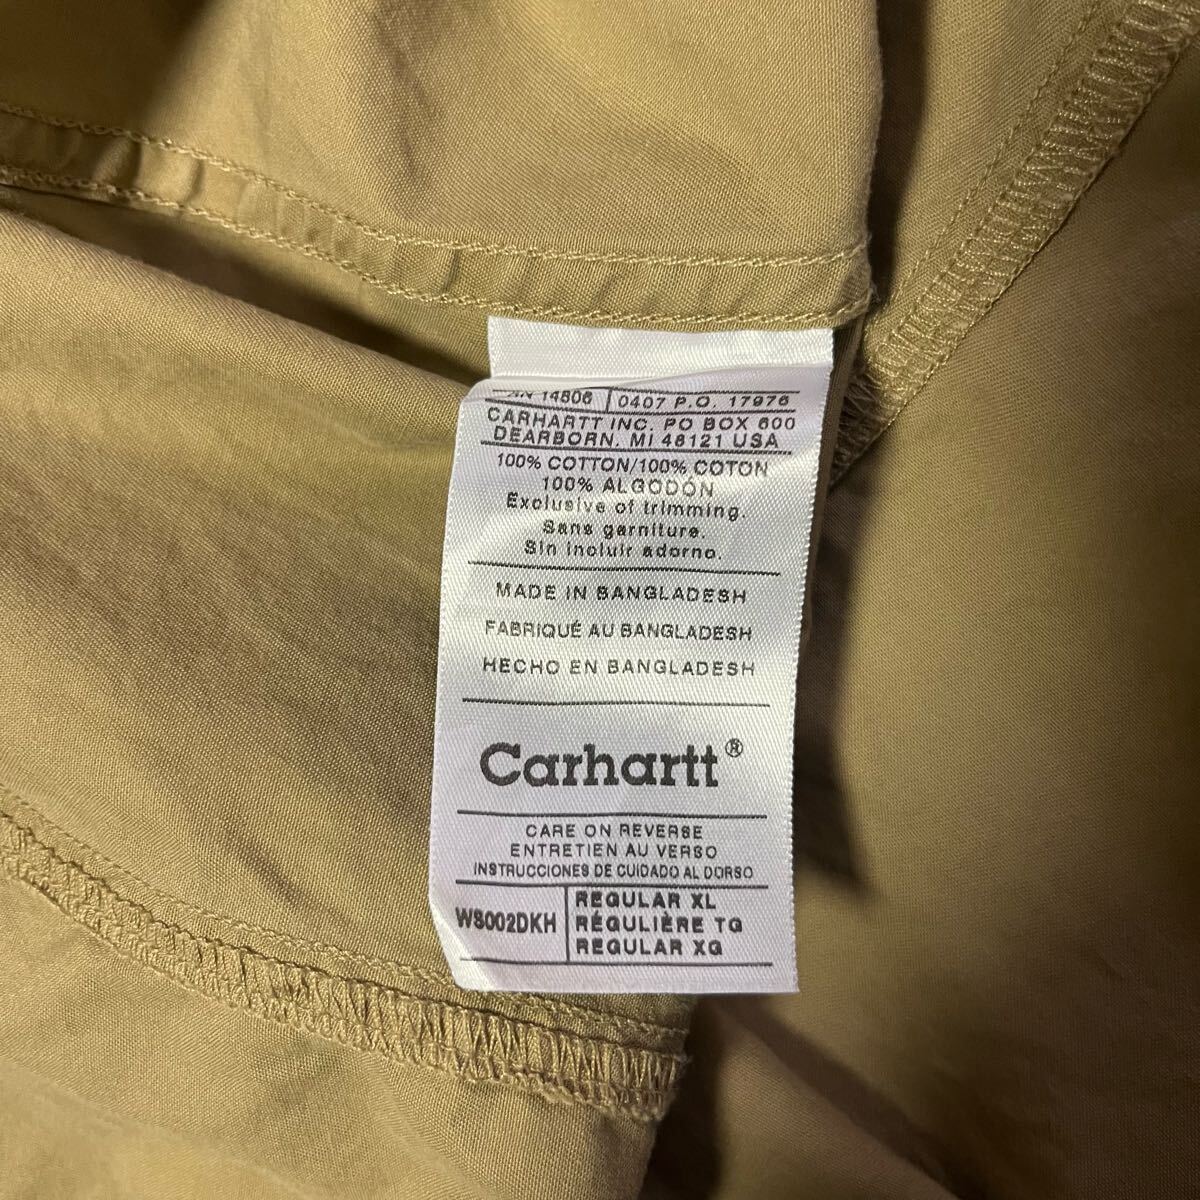 14806 0407 P.O. 17976
CARHARTT INC. PO BOX 600
DEARBORN, MI 48121 USA
100% COTTON/100% COTON
100% ALGODÓN
Exclusive of trimming.
Sans garniture.
Sin incluir adorno.
MADE IN BANGLADESH
FABRIQUÉ AU BANGLADESH
HECHO EN BANGLADESH
Carhartt®
CARE ON REVERSE
ENTRETIEN AU VERSO
INSTRUCCIONES DE CUIDADO AL DORSO
WS002DKH
REGULAR XL
RÉGULIÈRE TG
REGULAR XG